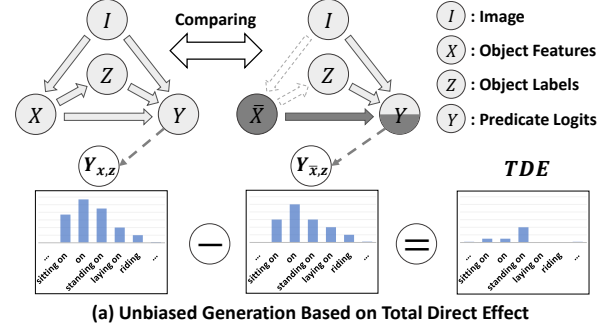 Comparing
I
Z
X
Y
I
Z
X̄
Y
I : Image
X : Object Features
Z : Object Labels
Y : Predicate Logits
Y x,z
Y x̄,z
TDE
... sitting on on standing on laying on riding ...
−
... sitting on on standing on laying on riding ...
=
... sitting on on standing on laying on riding ...
(a) Unbiased Generation Based on Total Direct Effect